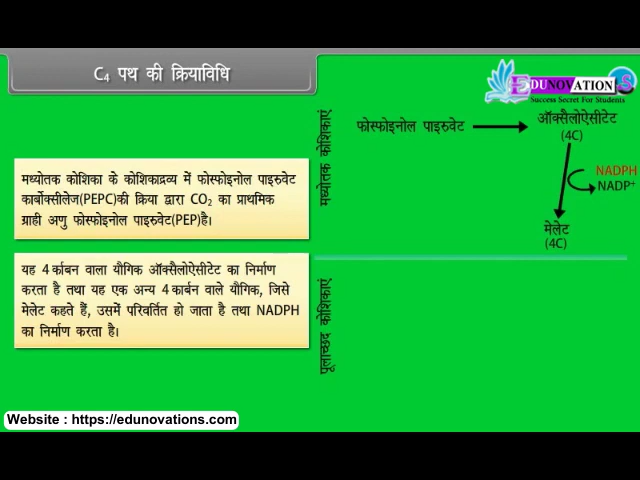 C₄ पथ की क्रियाविधि
EDUNOVATIONS
Success Secret For Students
मध्योतक कोशिकाएं
फोस्फोइनोल पाइरुवेट
ऑक्सैलोऐसीटेट
(4C)
NADPH
NADP⁺
मेलेट
(4C)
मध्योतक कोशिका के कोशिकाद्रव्य में फोस्फोइनोल पाइरुवेट
कार्बोक्सीलेज(PEPC)की क्रिया द्वारा CO₂ का प्राथमिक
ग्राही अणु फोस्फोइनोल पाइरुवेट(PEP)है।
यह 4 कार्बन वाला यौगिक ऑक्सैलोऐसीटेट का निर्माण
करता है तथा यह एक अन्य 4 कार्बन वाले यौगिक, जिसे
मेलेट कहते हैं, उसमें परिवर्तित हो जाता है तथा NADPH
का निर्माण करता है।
पूलाच्छद कोशिकाएं
Website : https://edunovations.com